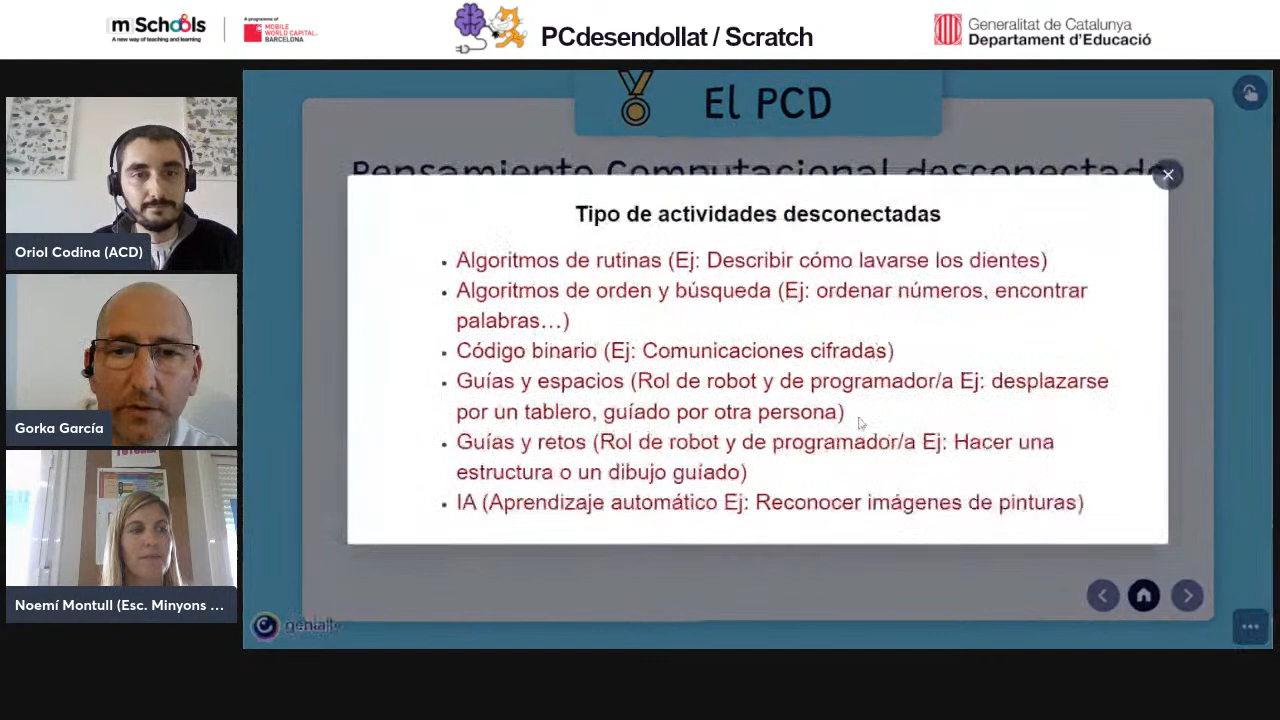 mSchools
A new way of teaching and learning
A programme of
MOBILE
WORLD CAPITAL
BARCELONA
PCdesendollat / Scratch
Generalitat de Catalunya
Departament d'Educació
Oriol Codina (ACD)
Gorka García
Noemí Montull (Esc. Minyons ...
El PCD
Pensamiento Computacional desconectado
Tipo de actividades desconectadas
• Algoritmos de rutinas (Ej: Describir cómo lavarse los dientes)
• Algoritmos de orden y búsqueda (Ej: ordenar números, encontrar
palabras…)
• Código binario (Ej: Comunicaciones cifradas)
• Guías y espacios (Rol de robot y de programador/a Ej: desplazarse
por un tablero, guíado por otra persona)
• Guías y retos (Rol de robot y de programador/a Ej: Hacer una
estructura o un dibujo guiado)
• IA (Aprendizaje automático Ej: Reconocer imágenes de pinturas)
genially